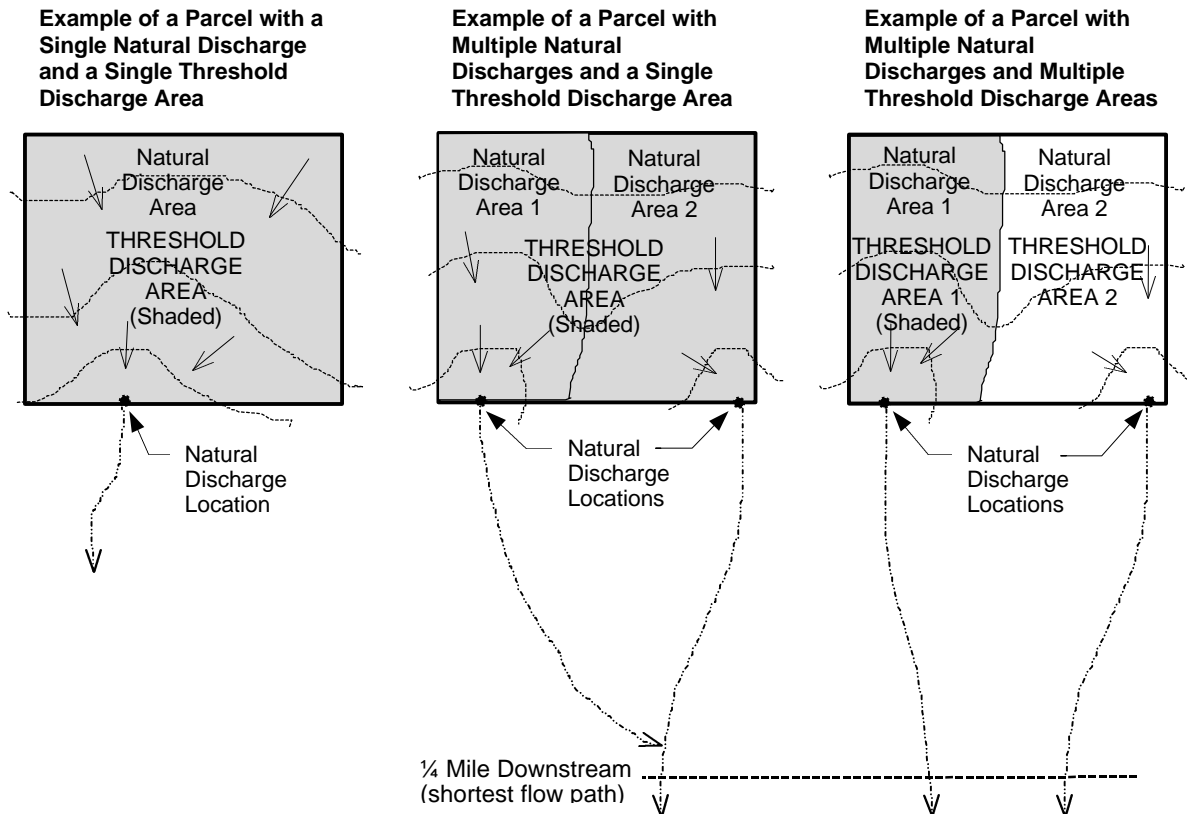 Example of a Parcel with a
Single Natural Discharge
and a Single Threshold
Discharge Area
Natural
Discharge
Area
THRESHOLD
DISCHARGE
AREA
(Shaded)
Natural
Discharge
Location
Example of a Parcel with
Multiple Natural
Discharges and a Single
Threshold Discharge Area
Natural
Discharge
Area 1
Natural
Discharge
Area 2
THRESHOLD
DISCHARGE
AREA
(Shaded)
Natural
Discharge
Locations
Example of a Parcel with
Multiple Natural
Discharges and Multiple
Threshold Discharge Areas
Natural
Discharge
Area 1
Natural
Discharge
Area 2
THRESHOLD
DISCHARGE
AREA 1
(Shaded)
THRESHOLD
DISCHARGE
AREA 2
Natural
Discharge
Locations
¼ Mile Downstream
(shortest flow path)